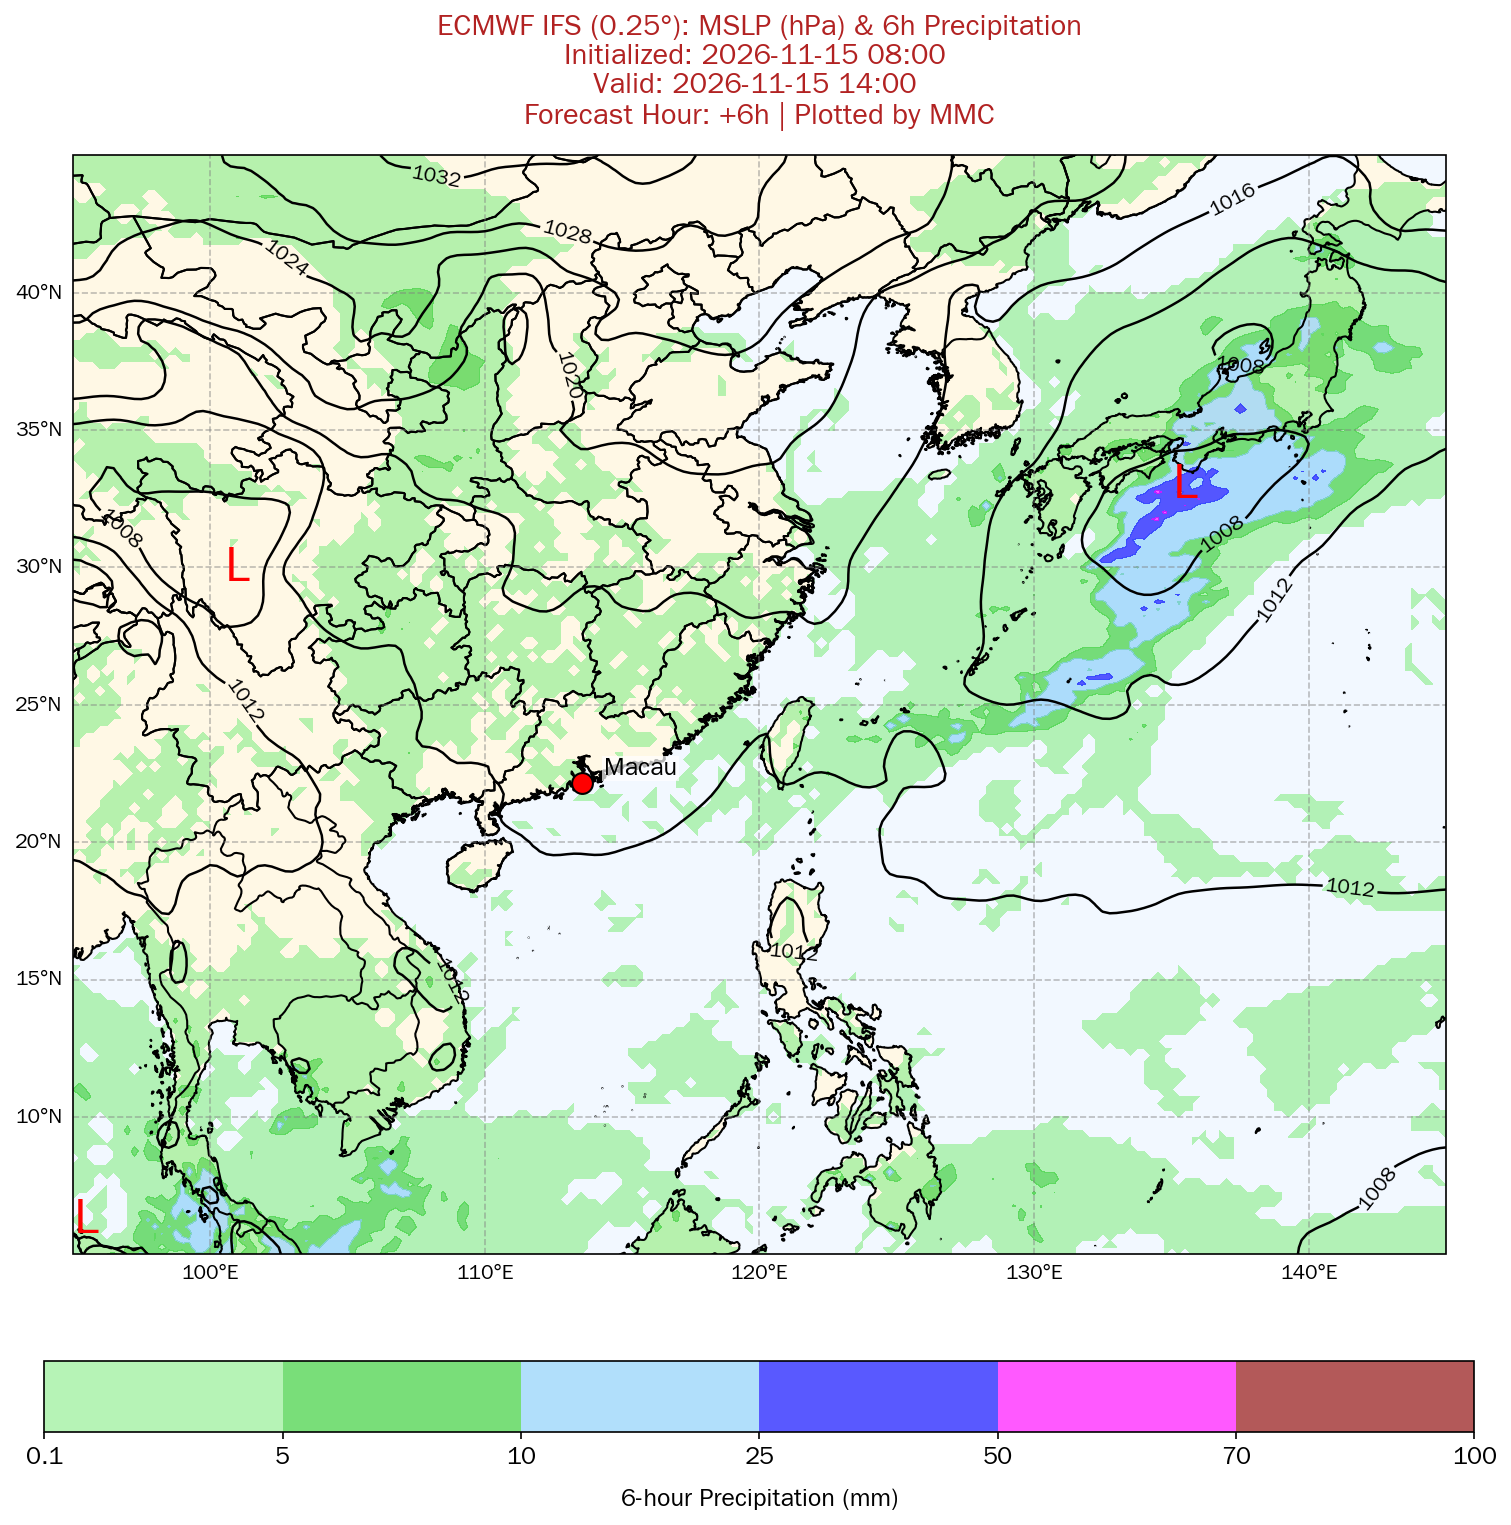 ECMWF IFS (0.25°): MSLP (hPa) & 6h Precipitation
Initialized: 2026-11-15 08:00
Valid: 2026-11-15 14:00
Forecast Hour: +6h | Plotted by MMC
1032
1016
1028
1024
40°N
1020
1008
35°N
L
1008
1008
L
30°N
1012
1012
25°N
Macau
20°N
1012
1012
1012
15°N
10°N
1008
L
100°E 110°E 120°E 130°E 140°E
0.1 5 10 25 50 70 100
6-hour Precipitation (mm)